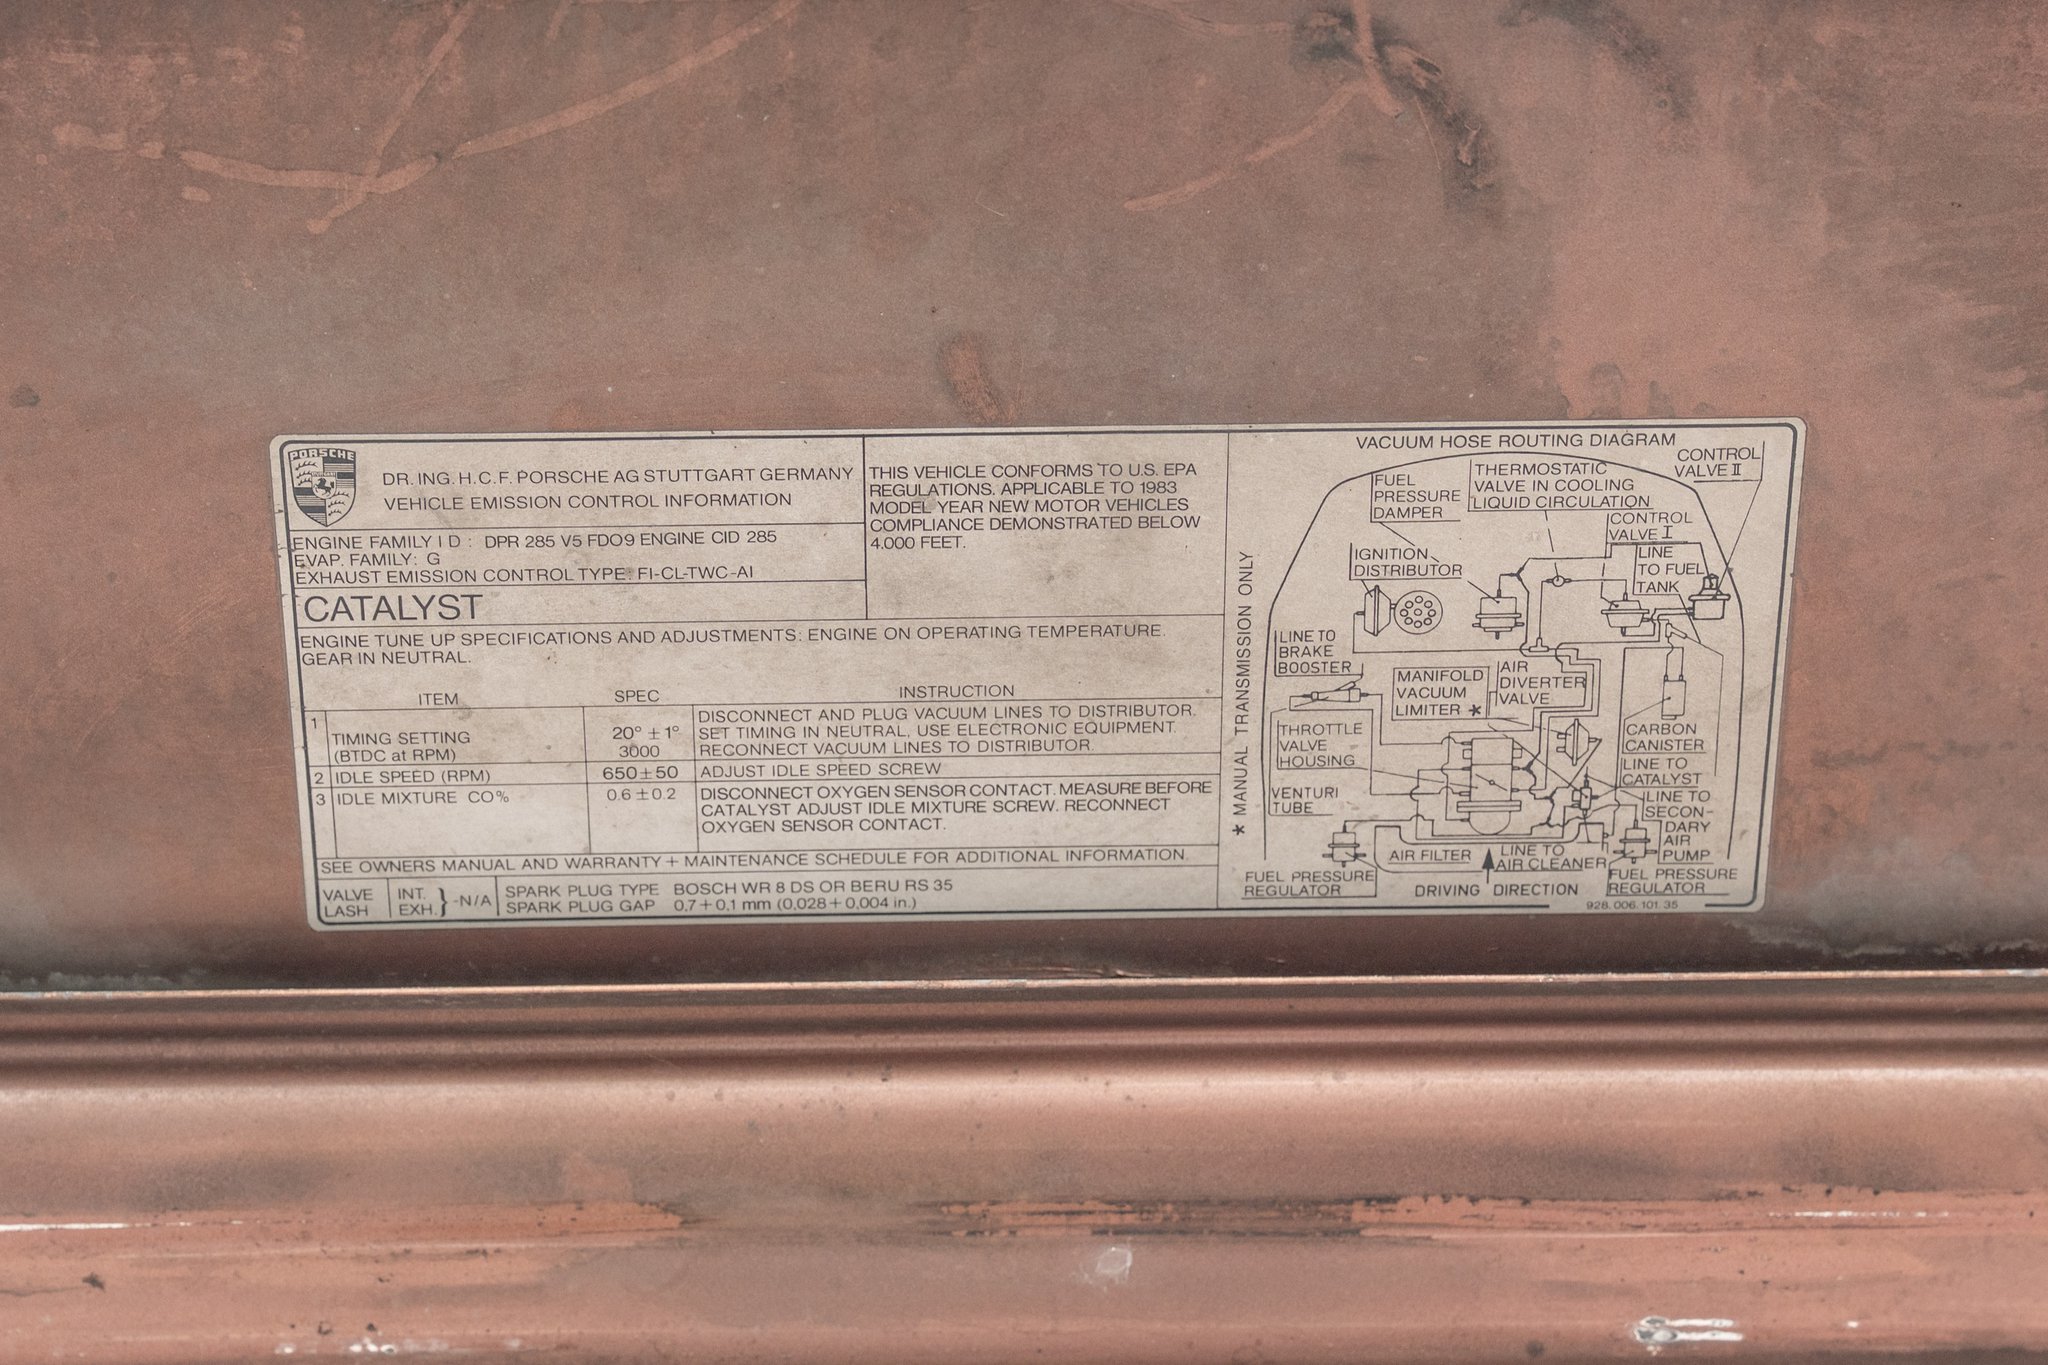 PORSCHE
DR. ING. H.C.F. PORSCHE AG STUTTGART GERMANY
VEHICLE EMISSION CONTROL INFORMATION
ENGINE FAMILY I D : DPR 285 V5 FDO9 ENGINE CID 285
EVAP. FAMILY: G
EXHAUST EMISSION CONTROL TYPE: FI-CL-TWC-AI
CATALYST
THIS VEHICLE CONFORMS TO U.S. EPA
REGULATIONS. APPLICABLE TO 1983
MODEL YEAR NEW MOTOR VEHICLES
COMPLIANCE DEMONSTRATED BELOW
4.000 FEET.
ENGINE TUNE UP SPECIFICATIONS AND ADJUSTMENTS: ENGINE ON OPERATING TEMPERATURE.
GEAR IN NEUTRAL.
ITEM SPEC INSTRUCTION
1 TIMING SETTING
(BTDC at RPM)
20° ± 1°
3000
DISCONNECT AND PLUG VACUUM LINES TO DISTRIBUTOR.
SET TIMING IN NEUTRAL, USE ELECTRONIC EQUIPMENT.
RECONNECT VACUUM LINES TO DISTRIBUTOR.
2 IDLE SPEED (RPM) 650±50 ADJUST IDLE SPEED SCREW
3 IDLE MIXTURE CO% 0.6±0.2 DISCONNECT OXYGEN SENSOR CONTACT. MEASURE BEFORE
CATALYST ADJUST IDLE MIXTURE SCREW. RECONNECT
OXYGEN SENSOR CONTACT.
SEE OWNERS MANUAL AND WARRANTY + MAINTENANCE SCHEDULE FOR ADDITIONAL INFORMATION.
VALVE
LASH
INT.
EXH.
} -N/A
SPARK PLUG TYPE BOSCH WR 8 DS OR BERU RS 35
SPARK PLUG GAP 0,7+0,1 mm (0,028+0,004 in.)
* MANUAL TRANSMISSION ONLY
VACUUM HOSE ROUTING DIAGRAM
FUEL
PRESSURE
DAMPER
THERMOSTATIC
VALVE IN COOLING
LIQUID CIRCULATION
CONTROL
VALVE II
CONTROL
VALVE I
IGNITION
DISTRIBUTOR
LINE
TO FUEL
TANK
LINE TO
BRAKE
BOOSTER
MANIFOLD
VACUUM
LIMITER *
AIR
DIVERTER
VALVE
THROTTLE
VALVE
HOUSING
CARBON
CANISTER
LINE TO
CATALYST
VENTURI
TUBE
LINE TO
SECON-
DARY
AIR
PUMP
AIR FILTER
LINE TO
AIR CLEANER
FUEL PRESSURE
REGULATOR
DRIVING DIRECTION
FUEL PRESSURE
REGULATOR
928.006.101.35